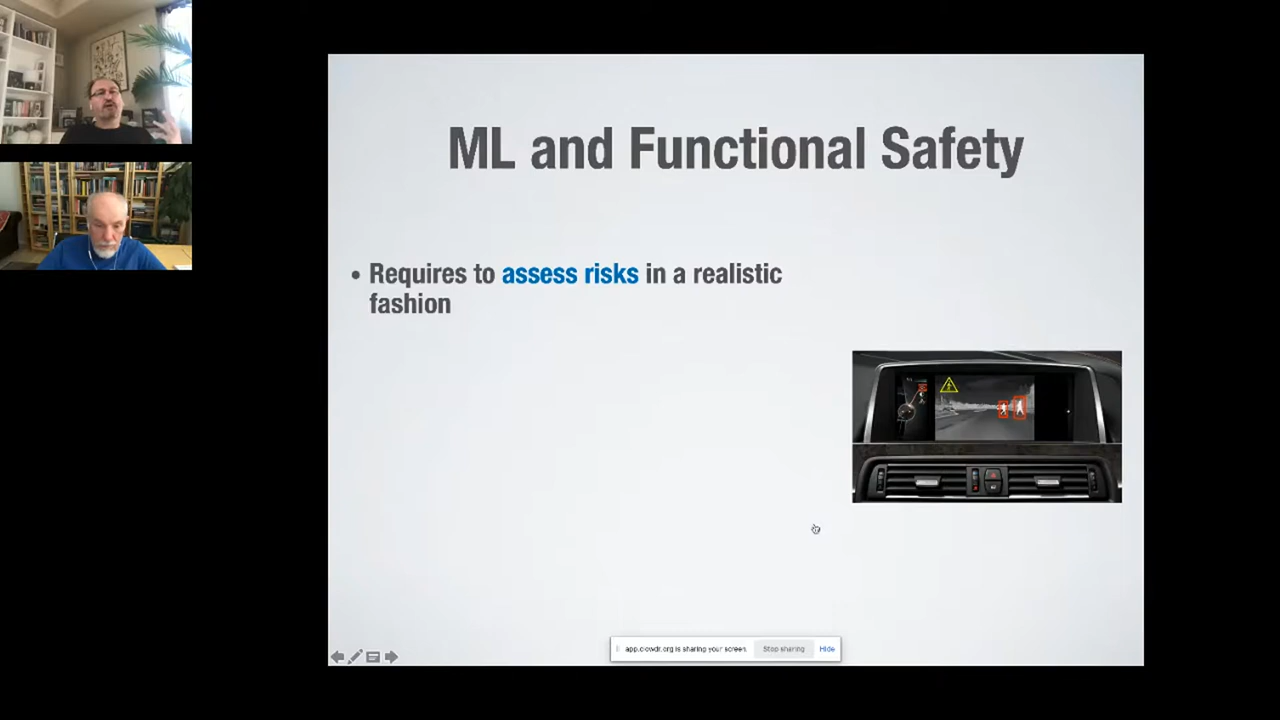 ML and Functional Safety
• Requires to assess risks in a realistic
fashion
app.clowdr.org is sharing your screen.
Stop sharing
Hide